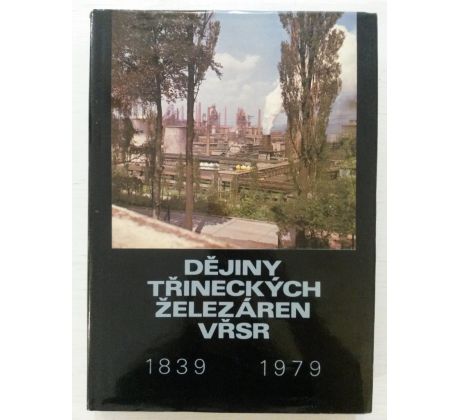 DĚJINY
TŘINECKÝCH
ŽELEZÁREN
VŘSR
1839 1979